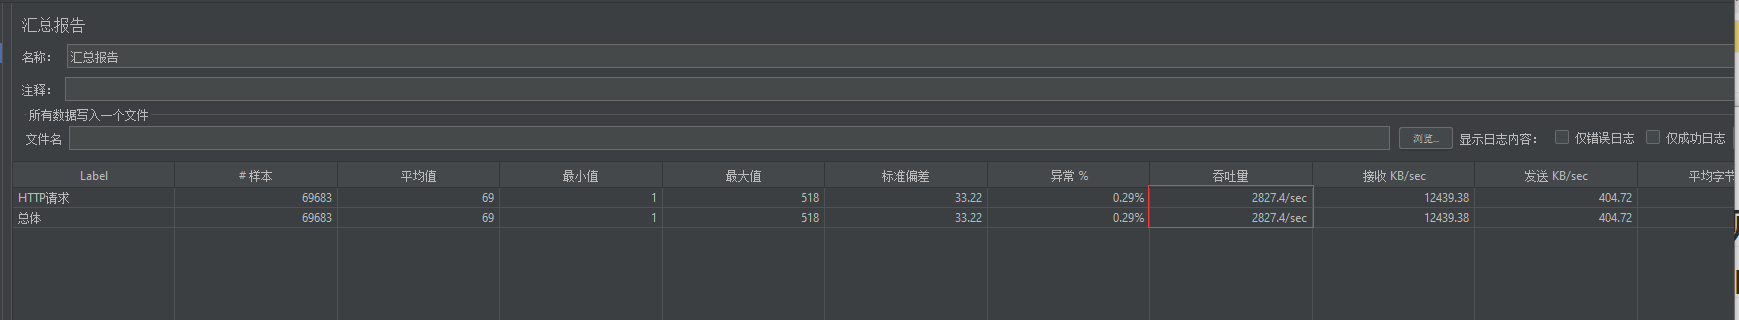 汇总报告
名称： 汇总报告
注释：
所有数据写入一个文件
文件名 浏览... 显示日志内容： 仅错误日志 仅成功日志
Label # 样本 平均值 最小值 最大值 标准偏差 异常 % 吞吐量 接收 KB/sec 发送 KB/sec 平均字节
HTTP请求 69683 69 1 518 33.22 0.29% 2827.4/sec 12439.38 404.72
总体 69683 69 1 518 33.22 0.29% 2827.4/sec 12439.38 404.72